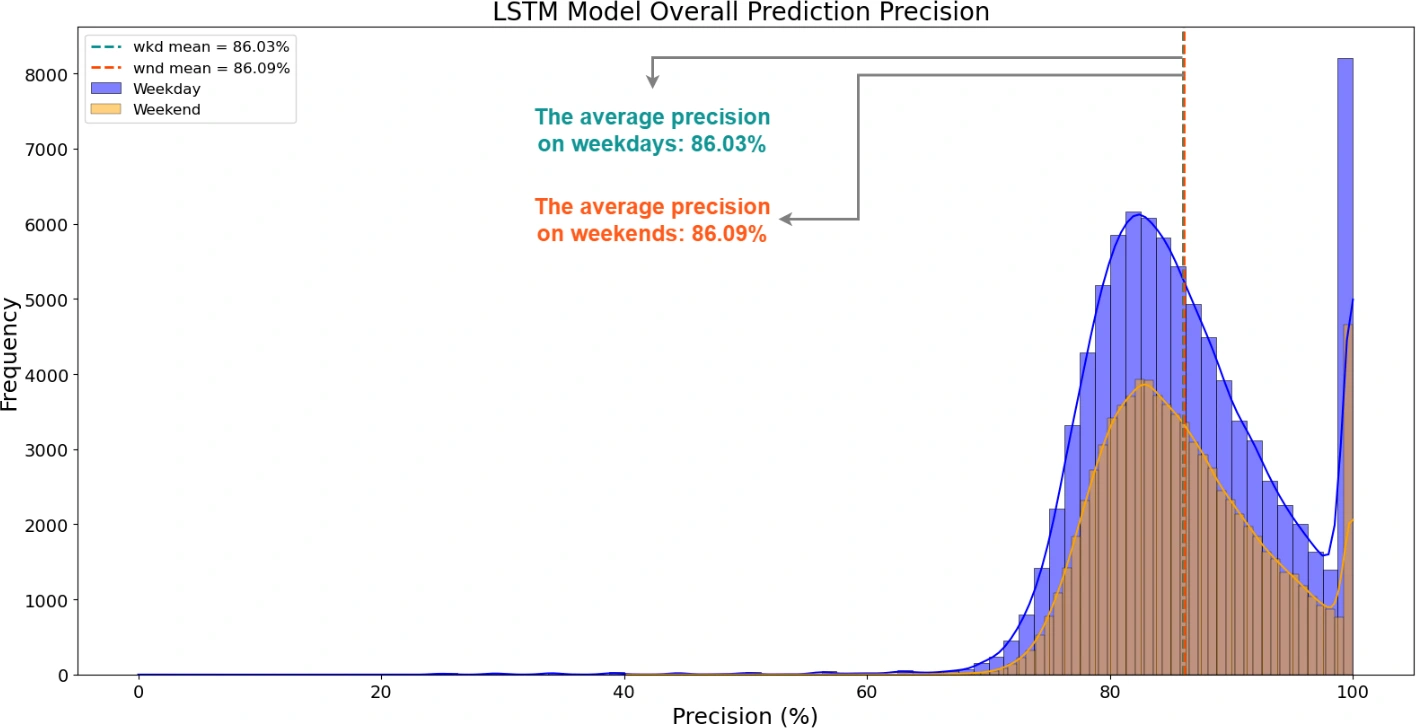 LSTM Model Overall Prediction Precision
wkd mean = 86.03%
wnd mean = 86.09%
Weekday
Weekend
The average precision
on weekdays: 86.03%
The average precision
on weekends: 86.09%
Frequency
8000
7000
6000
5000
4000
3000
2000
1000
0
0 20 40 60 80 100
Precision (%)